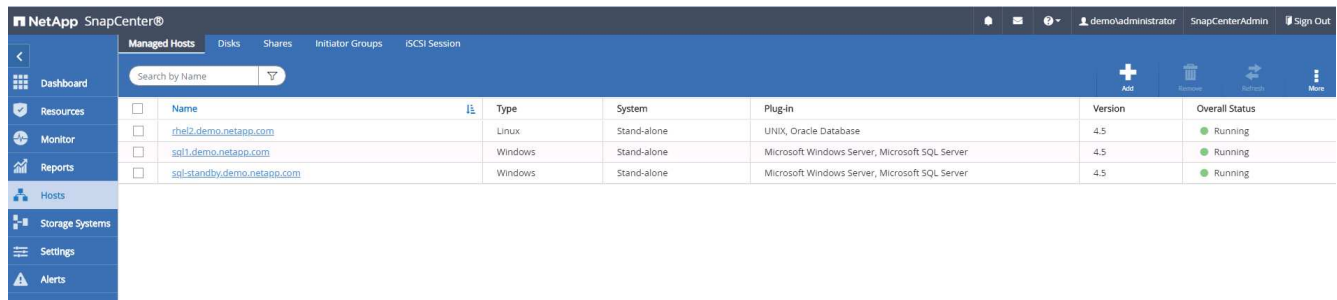 NetApp SnapCenter® demo\administrator SnapCenterAdmin Sign Out
Managed Hosts Disks Shares Initiator Groups iSCSI Session
Search by Name
Add Remove Refresh More
Dashboard
Resources
Monitor
Reports
Hosts
Storage Systems
Settings
Alerts
Name Type System Plug-in Version Overall Status
rhel2.demo.netapp.com Linux Stand-alone UNIX, Oracle Database 4.5 Running
sql1.demo.netapp.com Windows Stand-alone Microsoft Windows Server, Microsoft SQL Server 4.5 Running
sql-standby.demo.netapp.com Windows Stand-alone Microsoft Windows Server, Microsoft SQL Server 4.5 Running